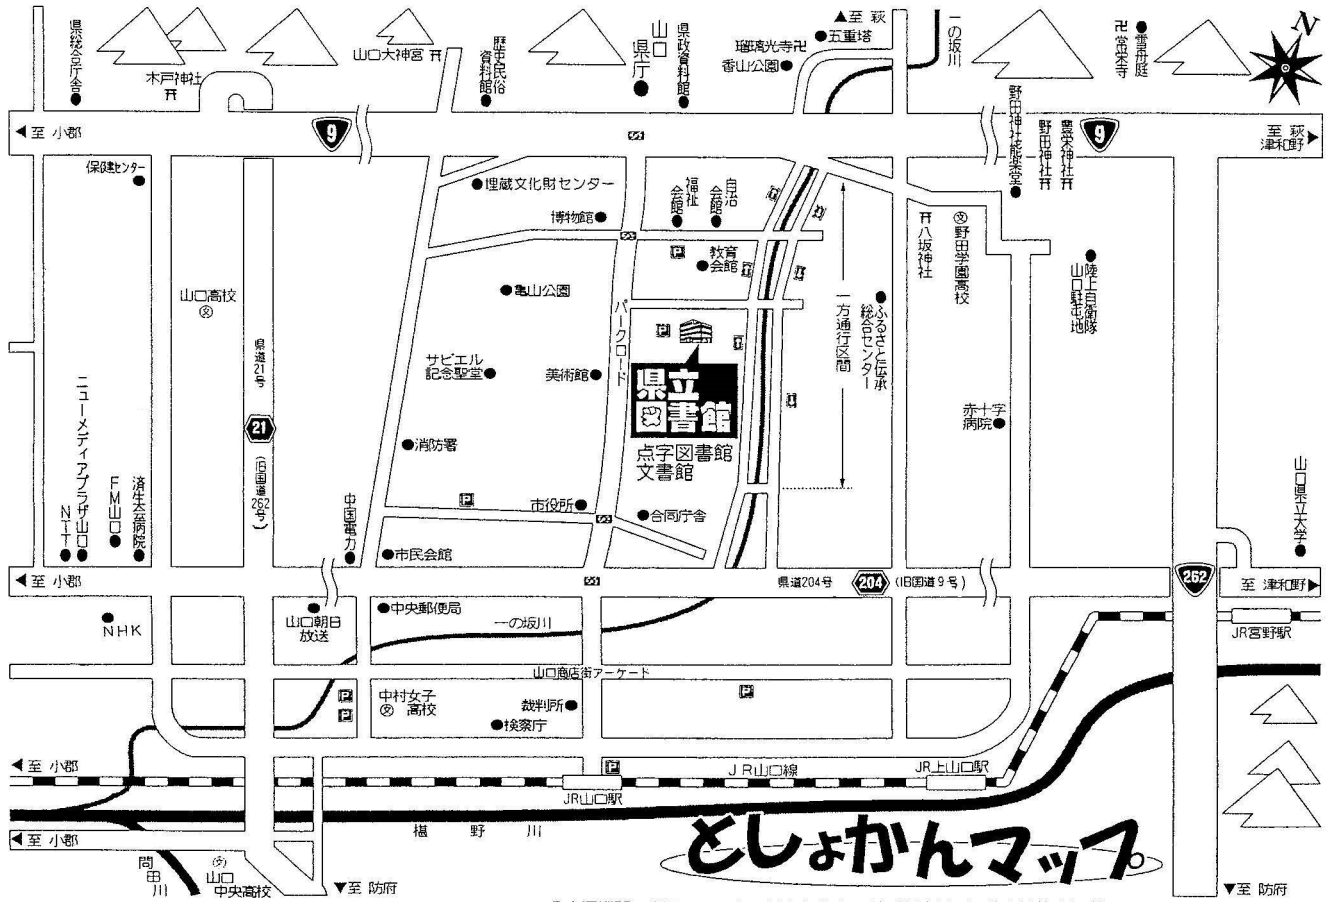 県総合庁舎
木戸神社
山口大神宮
歴史民俗
資料館
山口
県庁
県政資料館
▲至 萩
五重塔
瑠璃光寺卍
香山公園
一の坂川
卍 常栄寺
雪舟庭
N
◀至 小郡
9
9
至 萩
津和野▶
保健センター
埋蔵文化財センター
博物館
福祉
会館
自治
会館
教育
会館
P
野田神社能楽堂
野田神社
豊栄神社
八坂神社
文 野田学園高校
陸上自衛隊
山口駐屯地
山口高校
文
亀山公園
パークロード
P
一方通行区間
ふるさと伝承
総合センター
県道21号
21
(旧国道262号)
サビエル
記念聖堂
美術館
県立
図書館
点字図書館
文書館
赤十字
病院
消防署
P
市役所
合同庁舎
市民会館
中国電力
ニューメディアプラザ山口
NTT
FM山口
済生会病院
山口県立大学
◀至 小郡
県道204号
204
(旧国道9号)
262
至 津和野▶
NHK
山口朝日
放送
中央郵便局
一の坂川
JR宮野駅
山口商店街アーケード
P
P
中村女子
文 高校
裁判所
検察庁
P
◀至 小郡
P
JR山口線
JR上山口駅
JR山口駅
椹野川
◀至 小郡
問田川
文
山口
中央高校
▼至 防府
としょかんマップ
▼至 防府